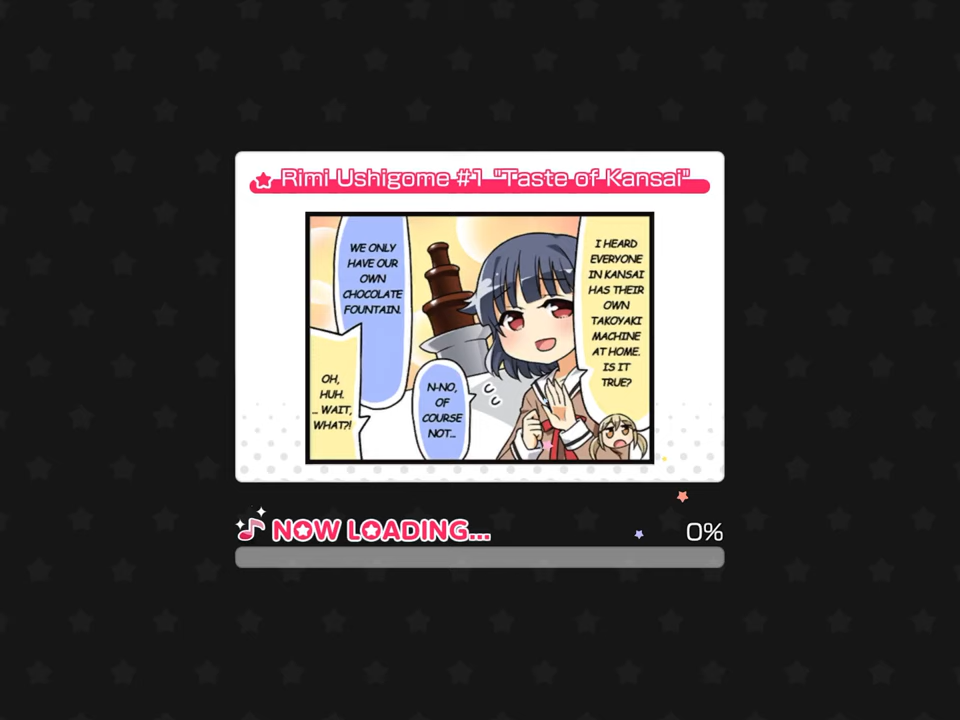 Rimi Ushigome #1 "Taste of Kansai"
I HEARD
EVERYONE
IN KANSAI
HAS THEIR
OWN
TAKOYAKI
MACHINE
AT HOME.
IS IT
TRUE?
N-NO,
OF
COURSE
NOT...
WE ONLY
HAVE OUR
OWN
CHOCOLATE
FOUNTAIN.
OH,
HUH.
... WAIT,
WHAT?!
NOW LOADING...
0%